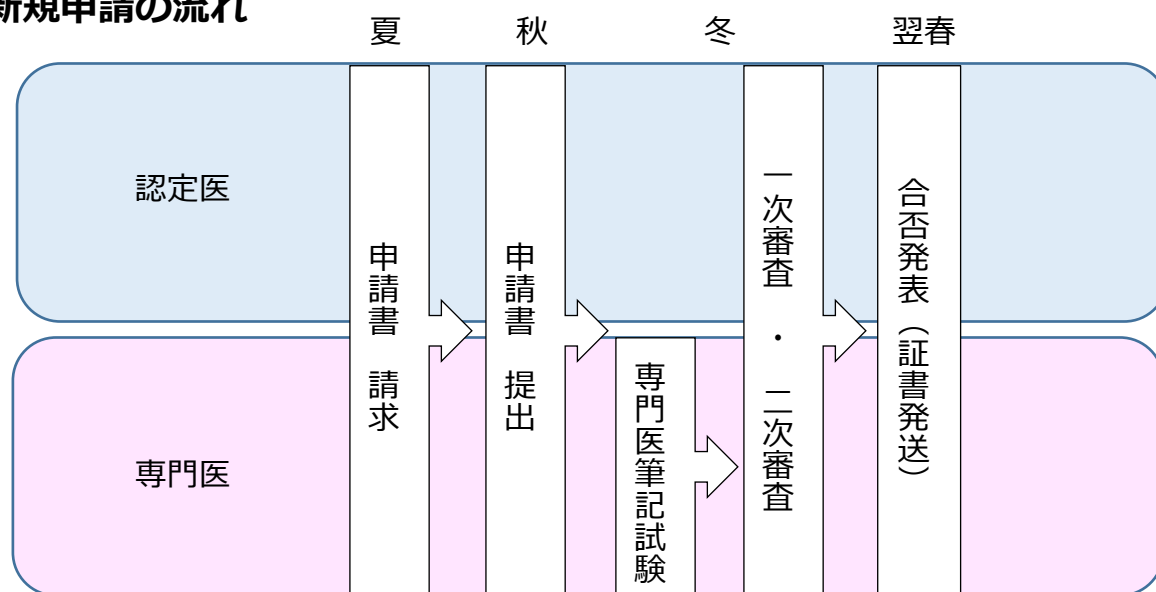 新規申請の流れ
夏
秋
冬
翌春
認定医
専門医
申請書 請求
申請書 提出
専門医筆記試験
一次審査 ・ 二次審査
合否発表（証書発送）